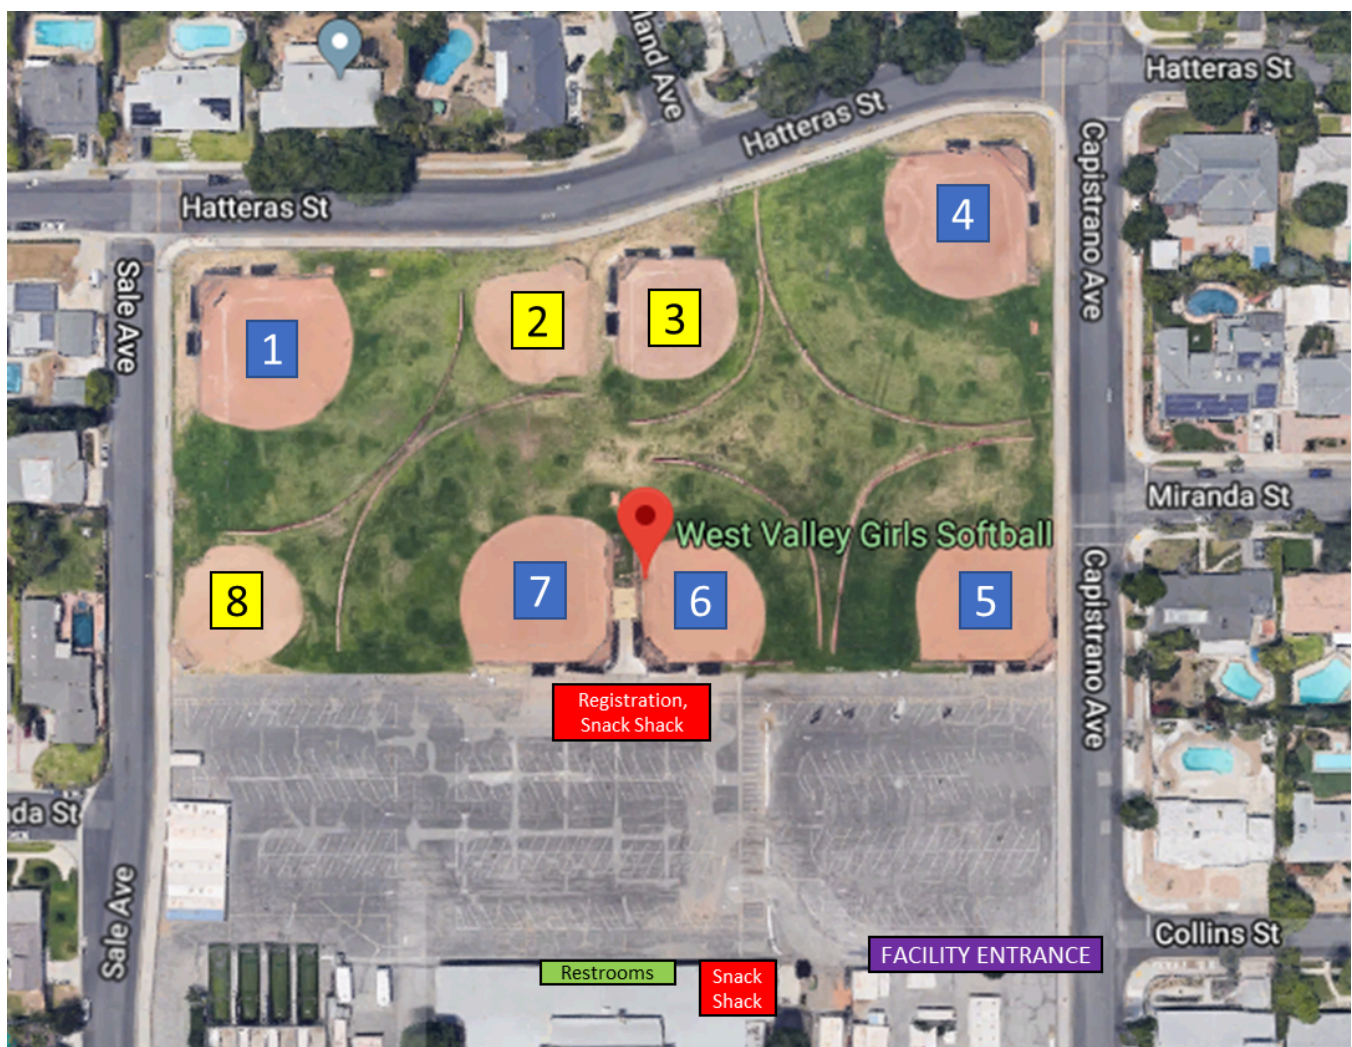 land Ave
Hatteras St
Hatteras St
Hatteras St
Capistrano Ave
4
Sale Ave
1
2
3
Miranda St
West Valley Girls Softball
8
7
6
5
Capistrano Ave
Registration,
Snack Shack
da St
Sale Ave
Collins St
FACILITY ENTRANCE
Restrooms
Snack
Shack